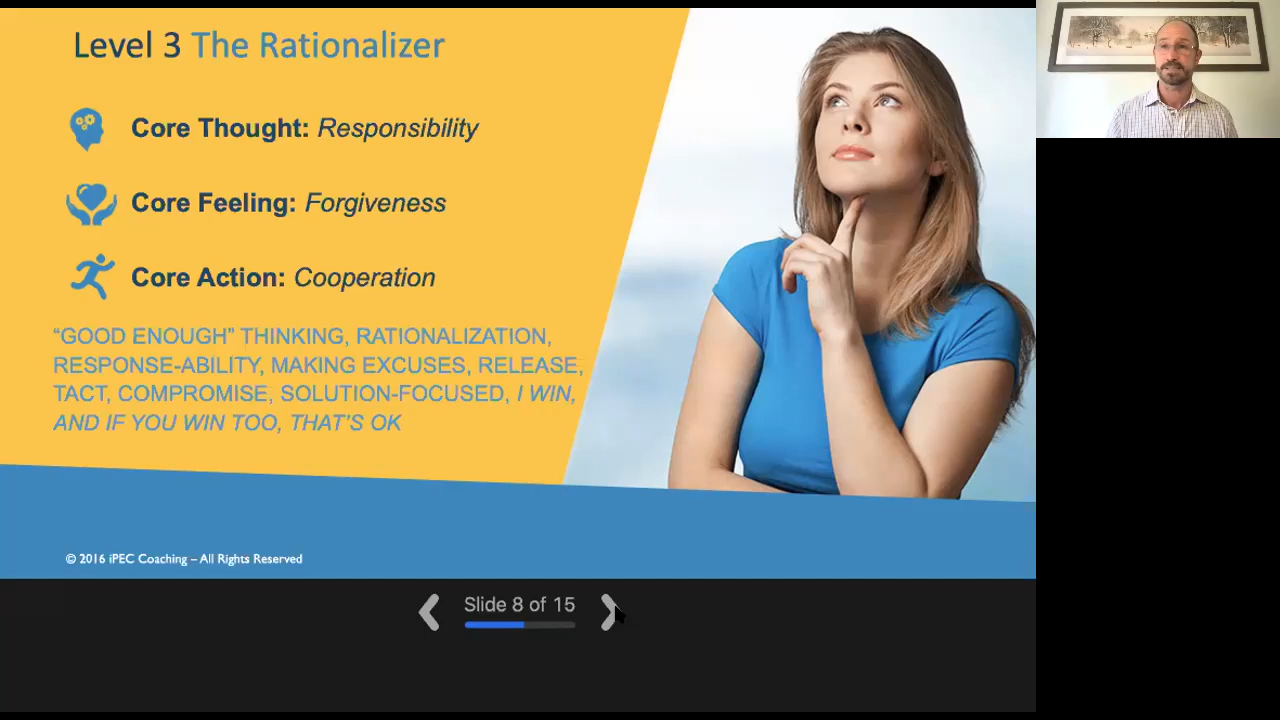 Level 3 The Rationalizer
Core Thought: Responsibility
Core Feeling: Forgiveness
Core Action: Cooperation
“GOOD ENOUGH” THINKING, RATIONALIZATION,
RESPONSE-ABILITY, MAKING EXCUSES, RELEASE,
TACT, COMPROMISE, SOLUTION-FOCUSED, I WIN,
AND IF YOU WIN TOO, THAT’S OK
© 2016 iPEC Coaching – All Rights Reserved
Slide 8 of 15